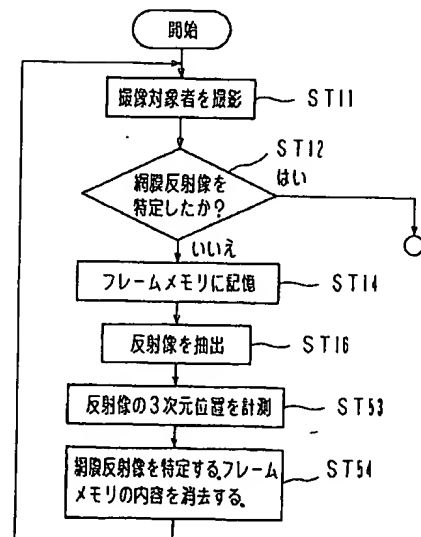 開始
撮像対象者を撮影
ST11
ST12
網膜反射像を
特定したか?
はい
いいえ
フレームメモリに記憶
ST14
反射像を抽出
ST16
反射像の3次元位置を計測
ST53
網膜反射像を特定する。フレーム
メモリの内容を消去する。
ST54